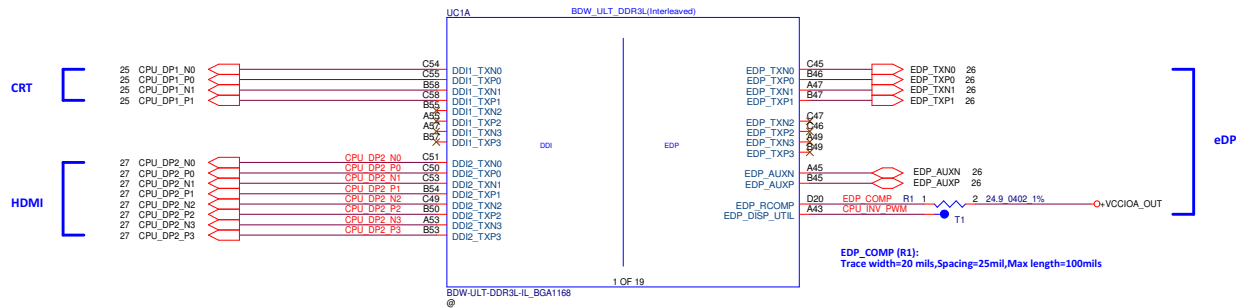 UC1A BDW_ULT_DDR3L(Interleaved)
CRT
25 CPU_DP1_N0 C54 DDI1_TXN0
25 CPU_DP1_P0 C55 DDI1_TXP0
25 CPU_DP1_N1 B58 DDI1_TXN1
25 CPU_DP1_P1 C58 DDI1_TXP1
B55 DDI1_TXN2
A55 DDI1_TXP2
A57 DDI1_TXN3
B57 DDI1_TXP3
HDMI
27 CPU_DP2_N0 CPU_DP2_N0 C51 DDI2_TXN0
27 CPU_DP2_P0 CPU_DP2_P0 C50 DDI2_TXP0
27 CPU_DP2_N1 CPU_DP2_N1 C53 DDI2_TXN1
27 CPU_DP2_P1 CPU_DP2_P1 B54 DDI2_TXP1
27 CPU_DP2_N2 CPU_DP2_N2 C49 DDI2_TXN2
27 CPU_DP2_P2 CPU_DP2_P2 B50 DDI2_TXP2
27 CPU_DP2_N3 CPU_DP2_N3 A53 DDI2_TXN3
27 CPU_DP2_P3 CPU_DP2_P3 B53 DDI2_TXP3
DDI EDP
EDP_TXN0 C45 EDP_TXN0 26
EDP_TXP0 B46 EDP_TXP0 26
EDP_TXN1 A47 EDP_TXN1 26
EDP_TXP1 B47 EDP_TXP1 26
EDP_TXN2 C47
EDP_TXP2 C46
EDP_TXN3 A49
EDP_TXP3 B49
eDP
EDP_AUXN A45 EDP_AUXN 26
EDP_AUXP B45 EDP_AUXP 26
EDP_RCOMP D20 EDP_COMP R1 1 2 24.9_0402_1% +VCCIOA_OUT
EDP_DISP_UTIL A43 CPU_INV_PWM T1
EDP_COMP (R1):
Trace width=20 mils,Spacing=25mil,Max length=100mils
1 OF 19
BDW-ULT-DDR3L-IL_BGA1168
@